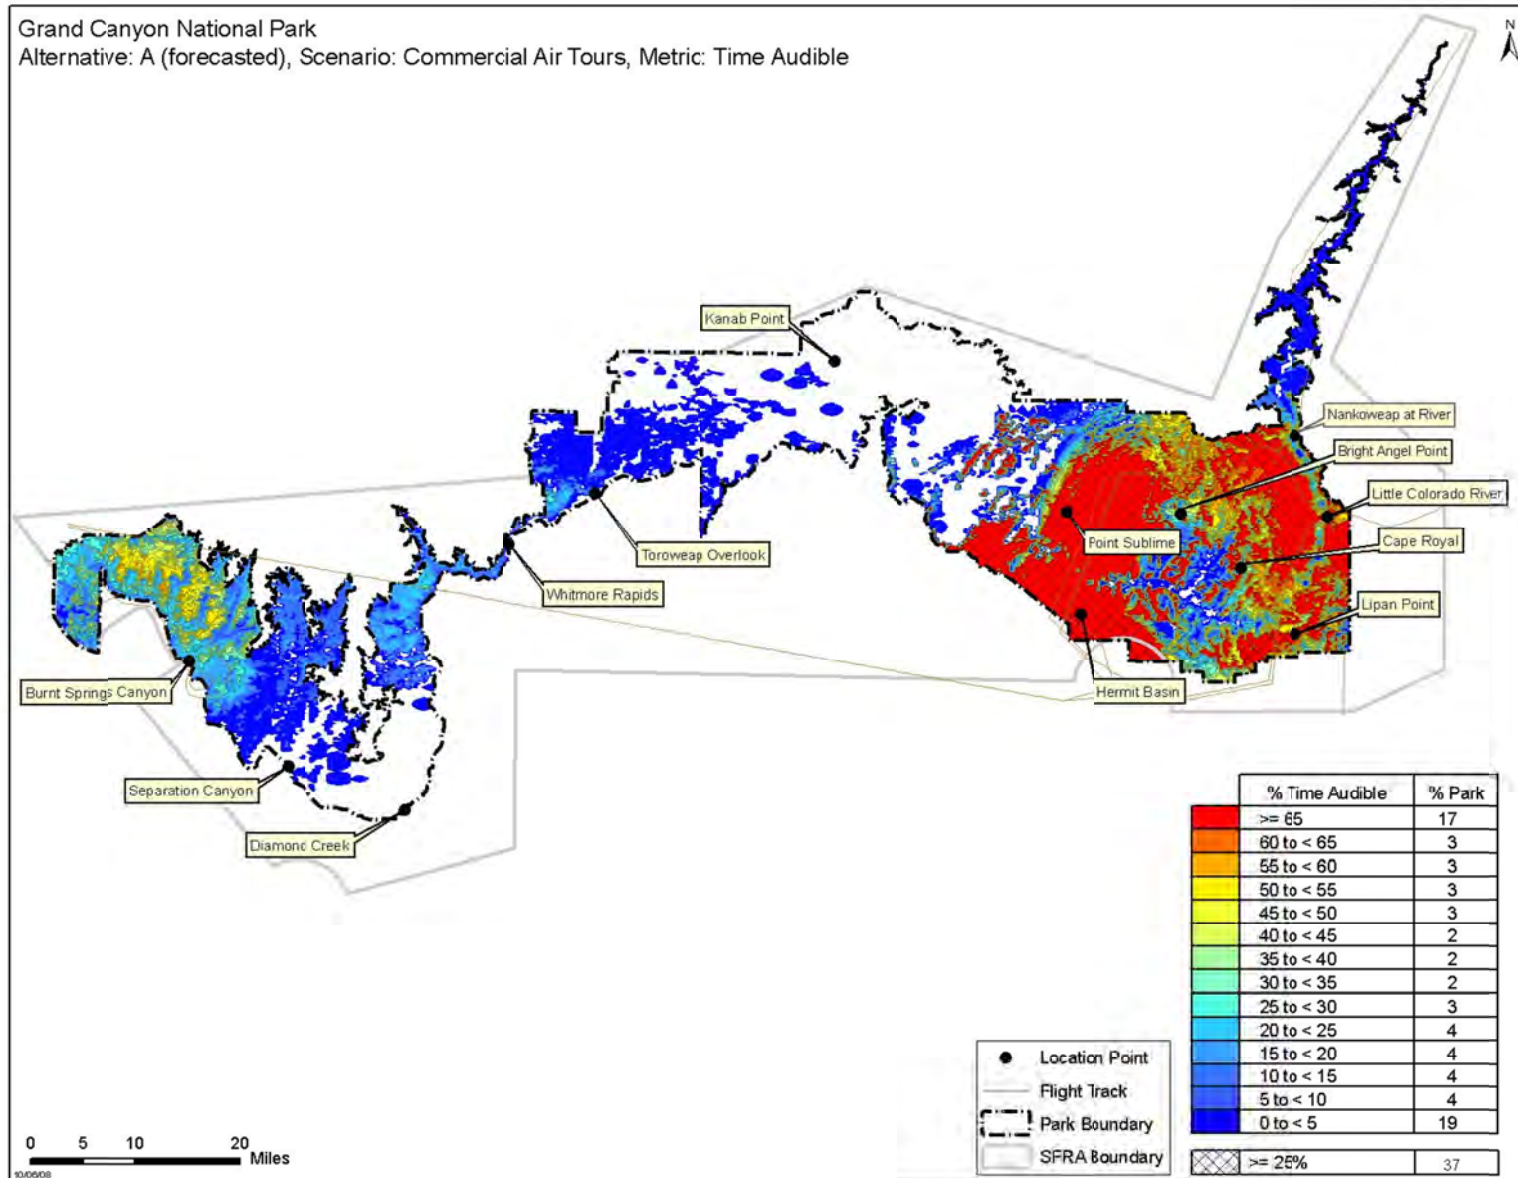 Grand Canyon National Park
Alternative: A (forecasted), Scenario: Commercial Air Tours, Metric: Time Audible
N
Kanab Point
Nankoweap at River
Bright Angel Point
Little Colorado River
Point Sublime
Cape Royal
Toroweap Overlook
Whitmore Rapids
Lipan Point
Burnt Springs Canyon
Hermit Basin
Separation Canyon
Diamond Creek
% Time Audible % Park
>= 65 17
60 to < 65 3
55 to < 60 3
50 to < 55 3
45 to < 50 3
40 to < 45 2
35 to < 40 2
30 to < 35 2
25 to < 30 3
20 to < 25 4
15 to < 20 4
10 to < 15 4
5 to < 10 4
0 to < 5 19
>= 25% 37
Location Point
Flight Track
Park Boundary
SFRA Boundary
0 5 10 20
Miles
10/06/08